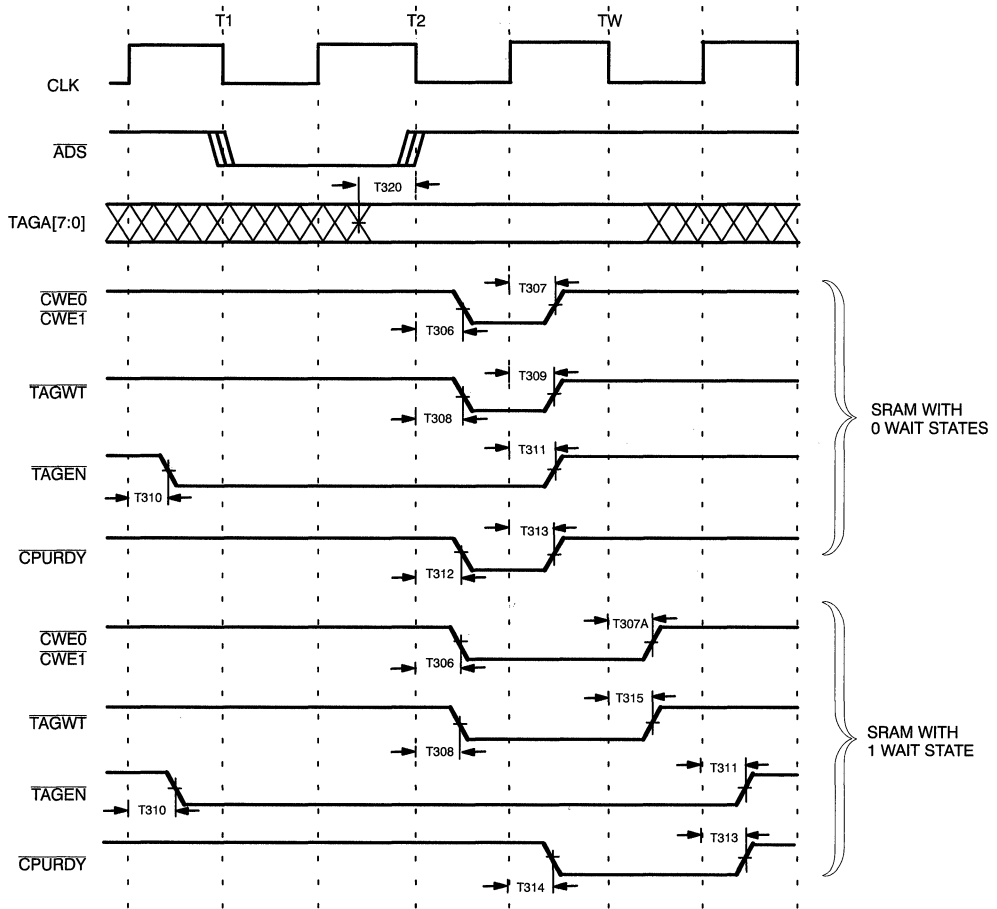 T1 T2 TW
CLK
ADS
T320
TAGA[7:0]
T307
CWE0
CWE1
T306
T309
TAGWT
T308
T311
TAGEN
T310
T313
CPURDY
T312
SRAM WITH
0 WAIT STATES
T307A
CWE0
CWE1
T306
T315
TAGWT
T308
T311
TAGEN
T310
T313
CPURDY
T314
SRAM WITH
1 WAIT STATE